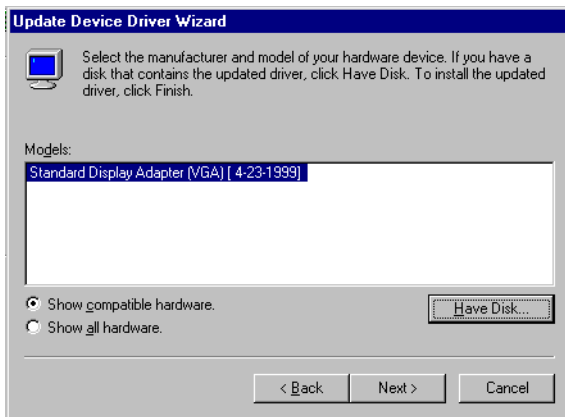 Update Device Driver Wizard
Select the manufacturer and model of your hardware device. If you have a
disk that contains the updated driver, click Have Disk. To install the updated
driver, click Finish.
Models:
Standard Display Adapter (VGA) [ 4-23-1999]
Show compatible hardware.
Show all hardware.
Have Disk...
< Back
Next >
Cancel